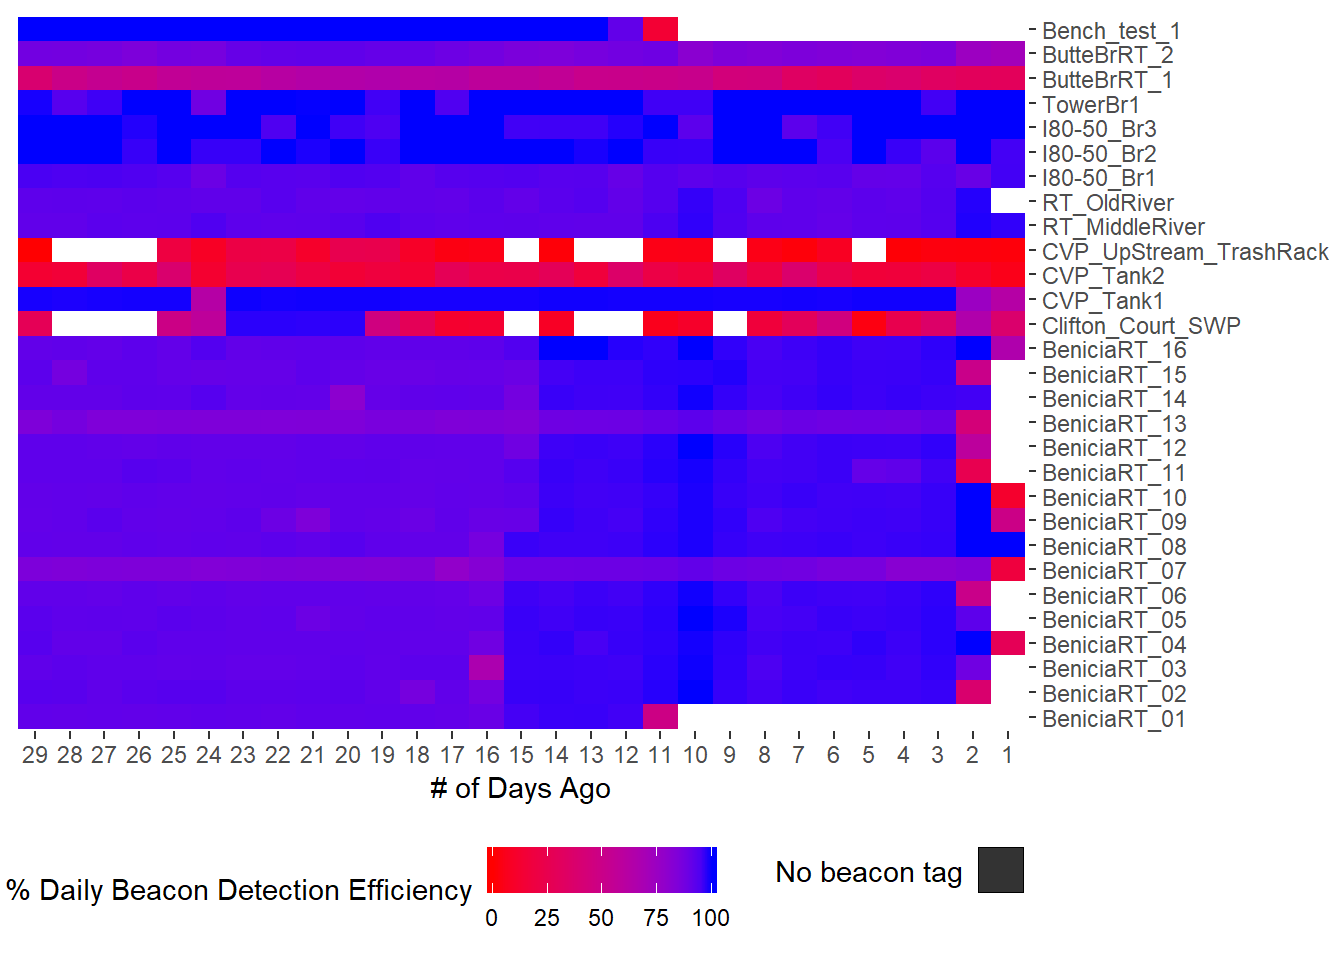 Bench_test_1
ButteBrRT_2
ButteBrRT_1
TowerBr1
I80-50_Br3
I80-50_Br2
I80-50_Br1
RT_OldRiver
RT_MiddleRiver
CVP_UpStream_TrashRack
CVP_Tank2
CVP_Tank1
Clifton_Court_SWP
BeniciaRT_16
BeniciaRT_15
BeniciaRT_14
BeniciaRT_13
BeniciaRT_12
BeniciaRT_11
BeniciaRT_10
BeniciaRT_09
BeniciaRT_08
BeniciaRT_07
BeniciaRT_06
BeniciaRT_05
BeniciaRT_04
BeniciaRT_03
BeniciaRT_02
BeniciaRT_01
29 28 27 26 25 24 23 22 21 20 19 18 17 16 15 14 13 12 11 10 9 8 7 6 5 4 3 2 1
# of Days Ago
% Daily Beacon Detection Efficiency
0 25 50 75 100
No beacon tag